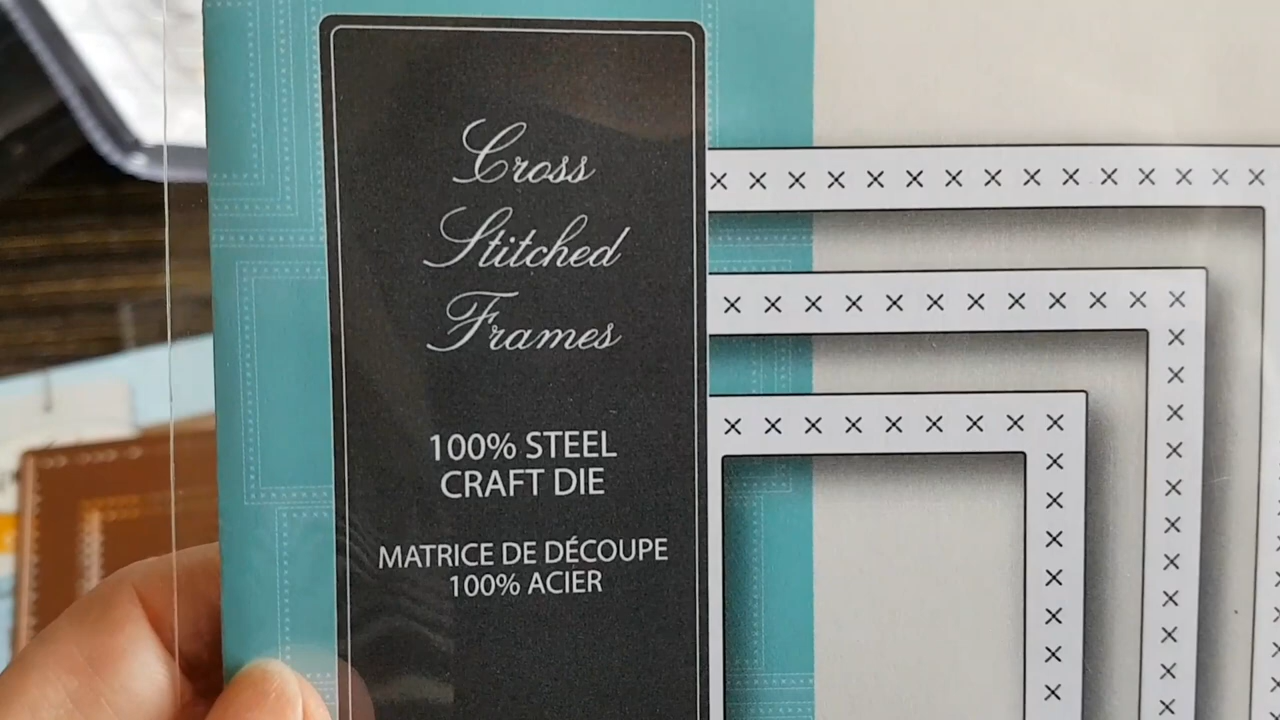 Cross
Stitched
Frames
100% STEEL
CRAFT DIE
MATRICE DE DÉCOUPE
100% ACIER